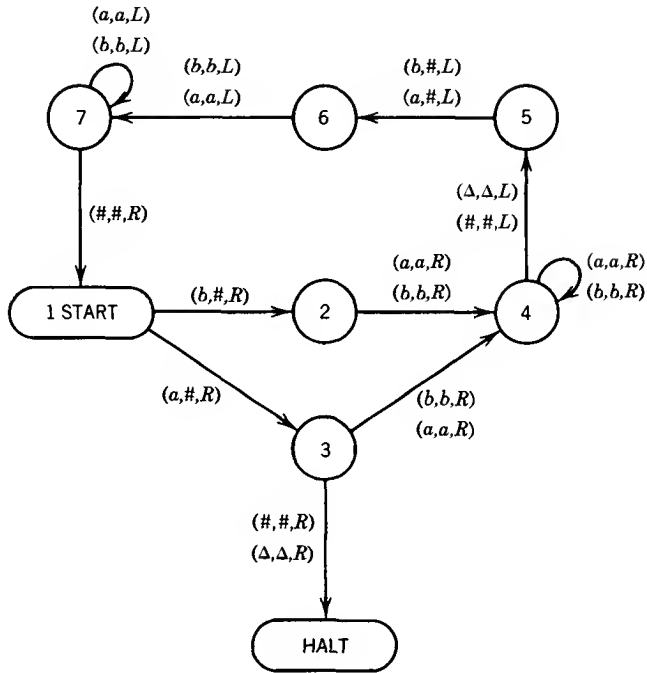 (a,a,L)
(b,b,L)
(b,b,L)
(a,a,L)
(b,#,L)
(a,#,L)
7
6
5
(#,#,R)
(Δ,Δ,L)
(#,#,L)
1 START
(b,#,R)
2
(a,a,R)
(b,b,R)
4
(a,a,R)
(b,b,R)
(a,#,R)
3
(b,b,R)
(a,a,R)
(#,#,R)
(Δ,Δ,R)
HALT